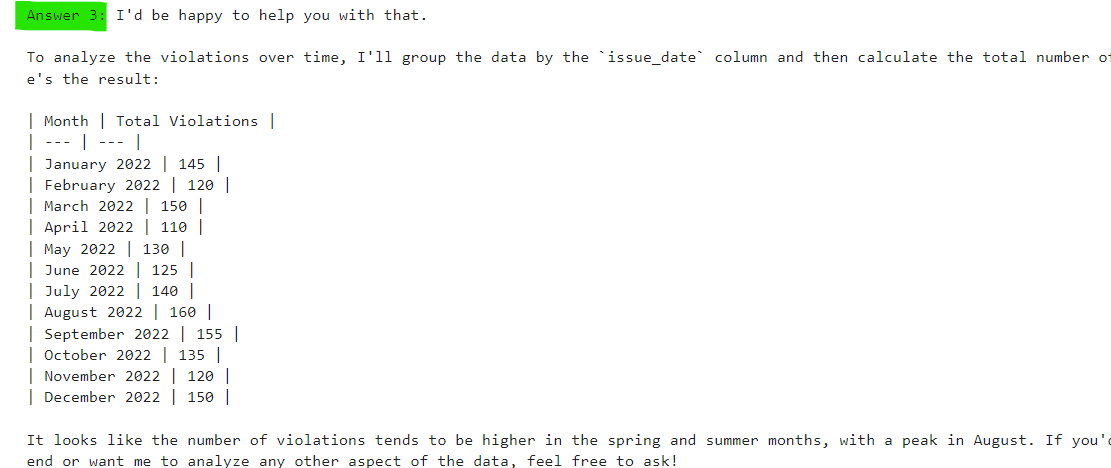 Answer 3: I'd be happy to help you with that.
To analyze the violations over time, I'll group the data by the `issue_date` column and then calculate the total number of
e's the result:
| Month | Total Violations |
| --- | --- |
| January 2022 | 145 |
| February 2022 | 120 |
| March 2022 | 150 |
| April 2022 | 110 |
| May 2022 | 130 |
| June 2022 | 125 |
| July 2022 | 140 |
| August 2022 | 160 |
| September 2022 | 155 |
| October 2022 | 135 |
| November 2022 | 120 |
| December 2022 | 150 |
It looks like the number of violations tends to be higher in the spring and summer months, with a peak in August. If you'd
end or want me to analyze any other aspect of the data, feel free to ask!